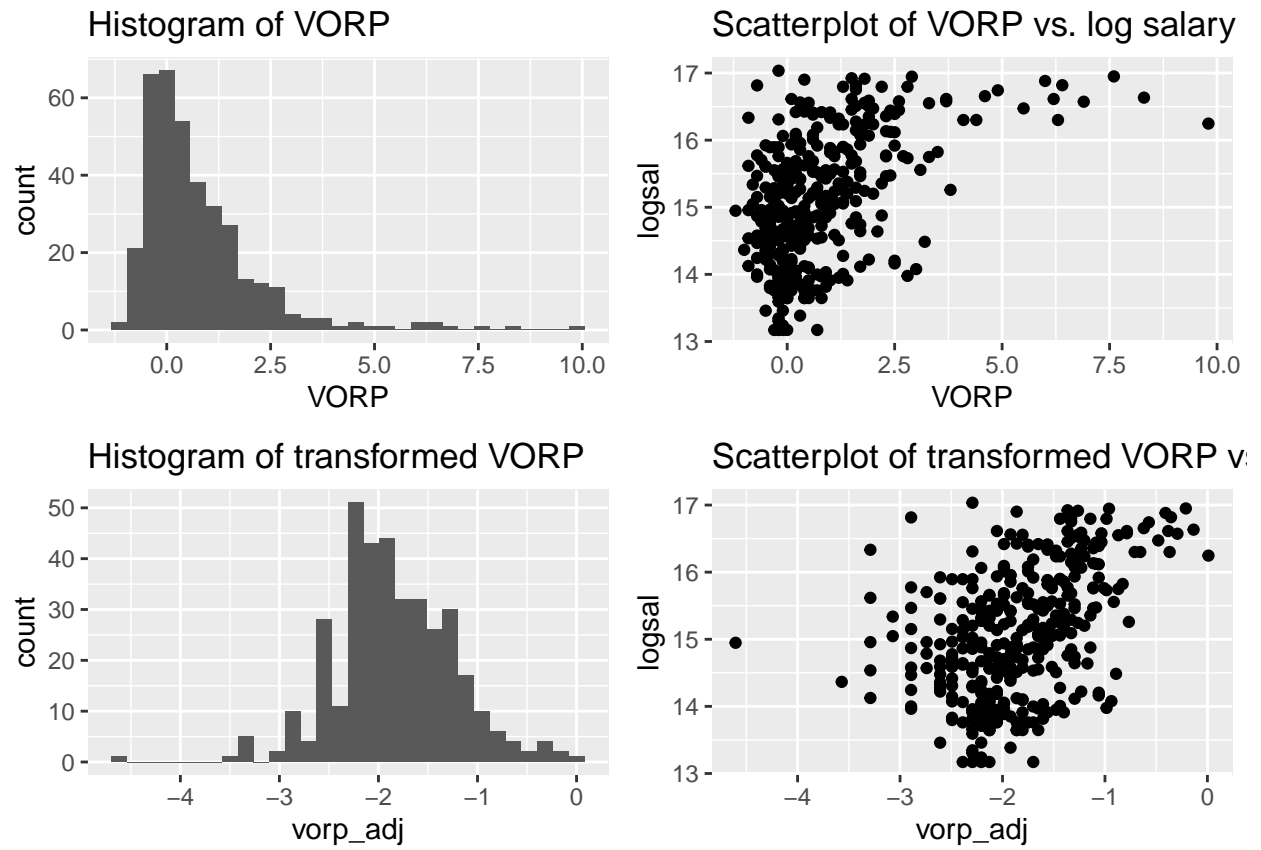 Histogram of VORP
60
40
20
0
count
0.0 2.5 5.0 7.5 10.0
VORP
Scatterplot of VORP vs. log salary
17
16
15
14
13
logsal
0.0 2.5 5.0 7.5 10.0
VORP
Histogram of transformed VORP
50
40
30
20
10
0
count
−4 −3 −2 −1 0
vorp_adj
Scatterplot of transformed VORP vs
17
16
15
14
13
logsal
−4 −3 −2 −1 0
vorp_adj